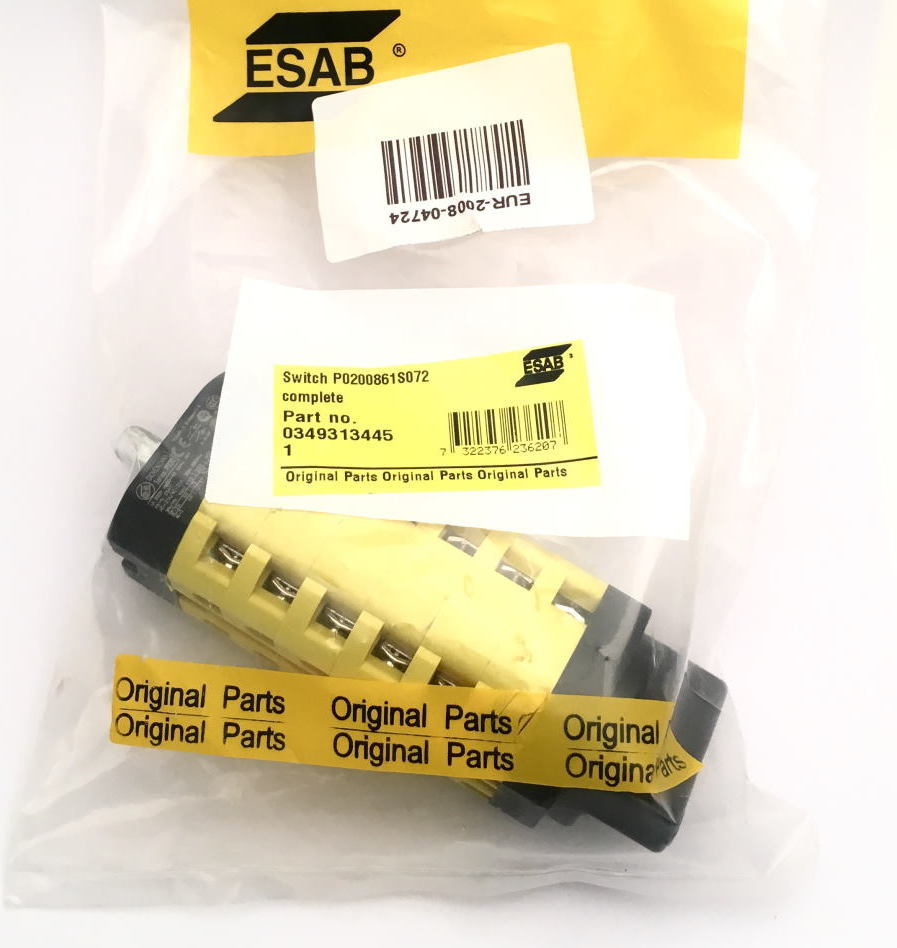 ESAB®
EUR-2008-04724
ESAB
Switch P0200861S072
complete
Part no.
0349313445
1
7 322376 236207
Original Parts Original Parts Original Parts
Original Parts Original Parts Original
Original Parts Original Parts Original Parts